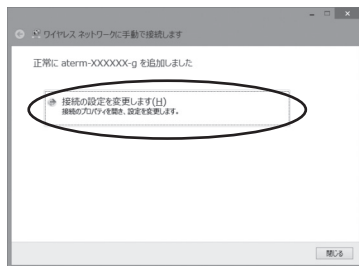 ワイヤレス ネットワークに手動で接続します
正常に aterm-XXXXXX-g を追加しました
接続の設定を変更します(H)
接続のプロパティを開き、設定を変更します。
閉じる